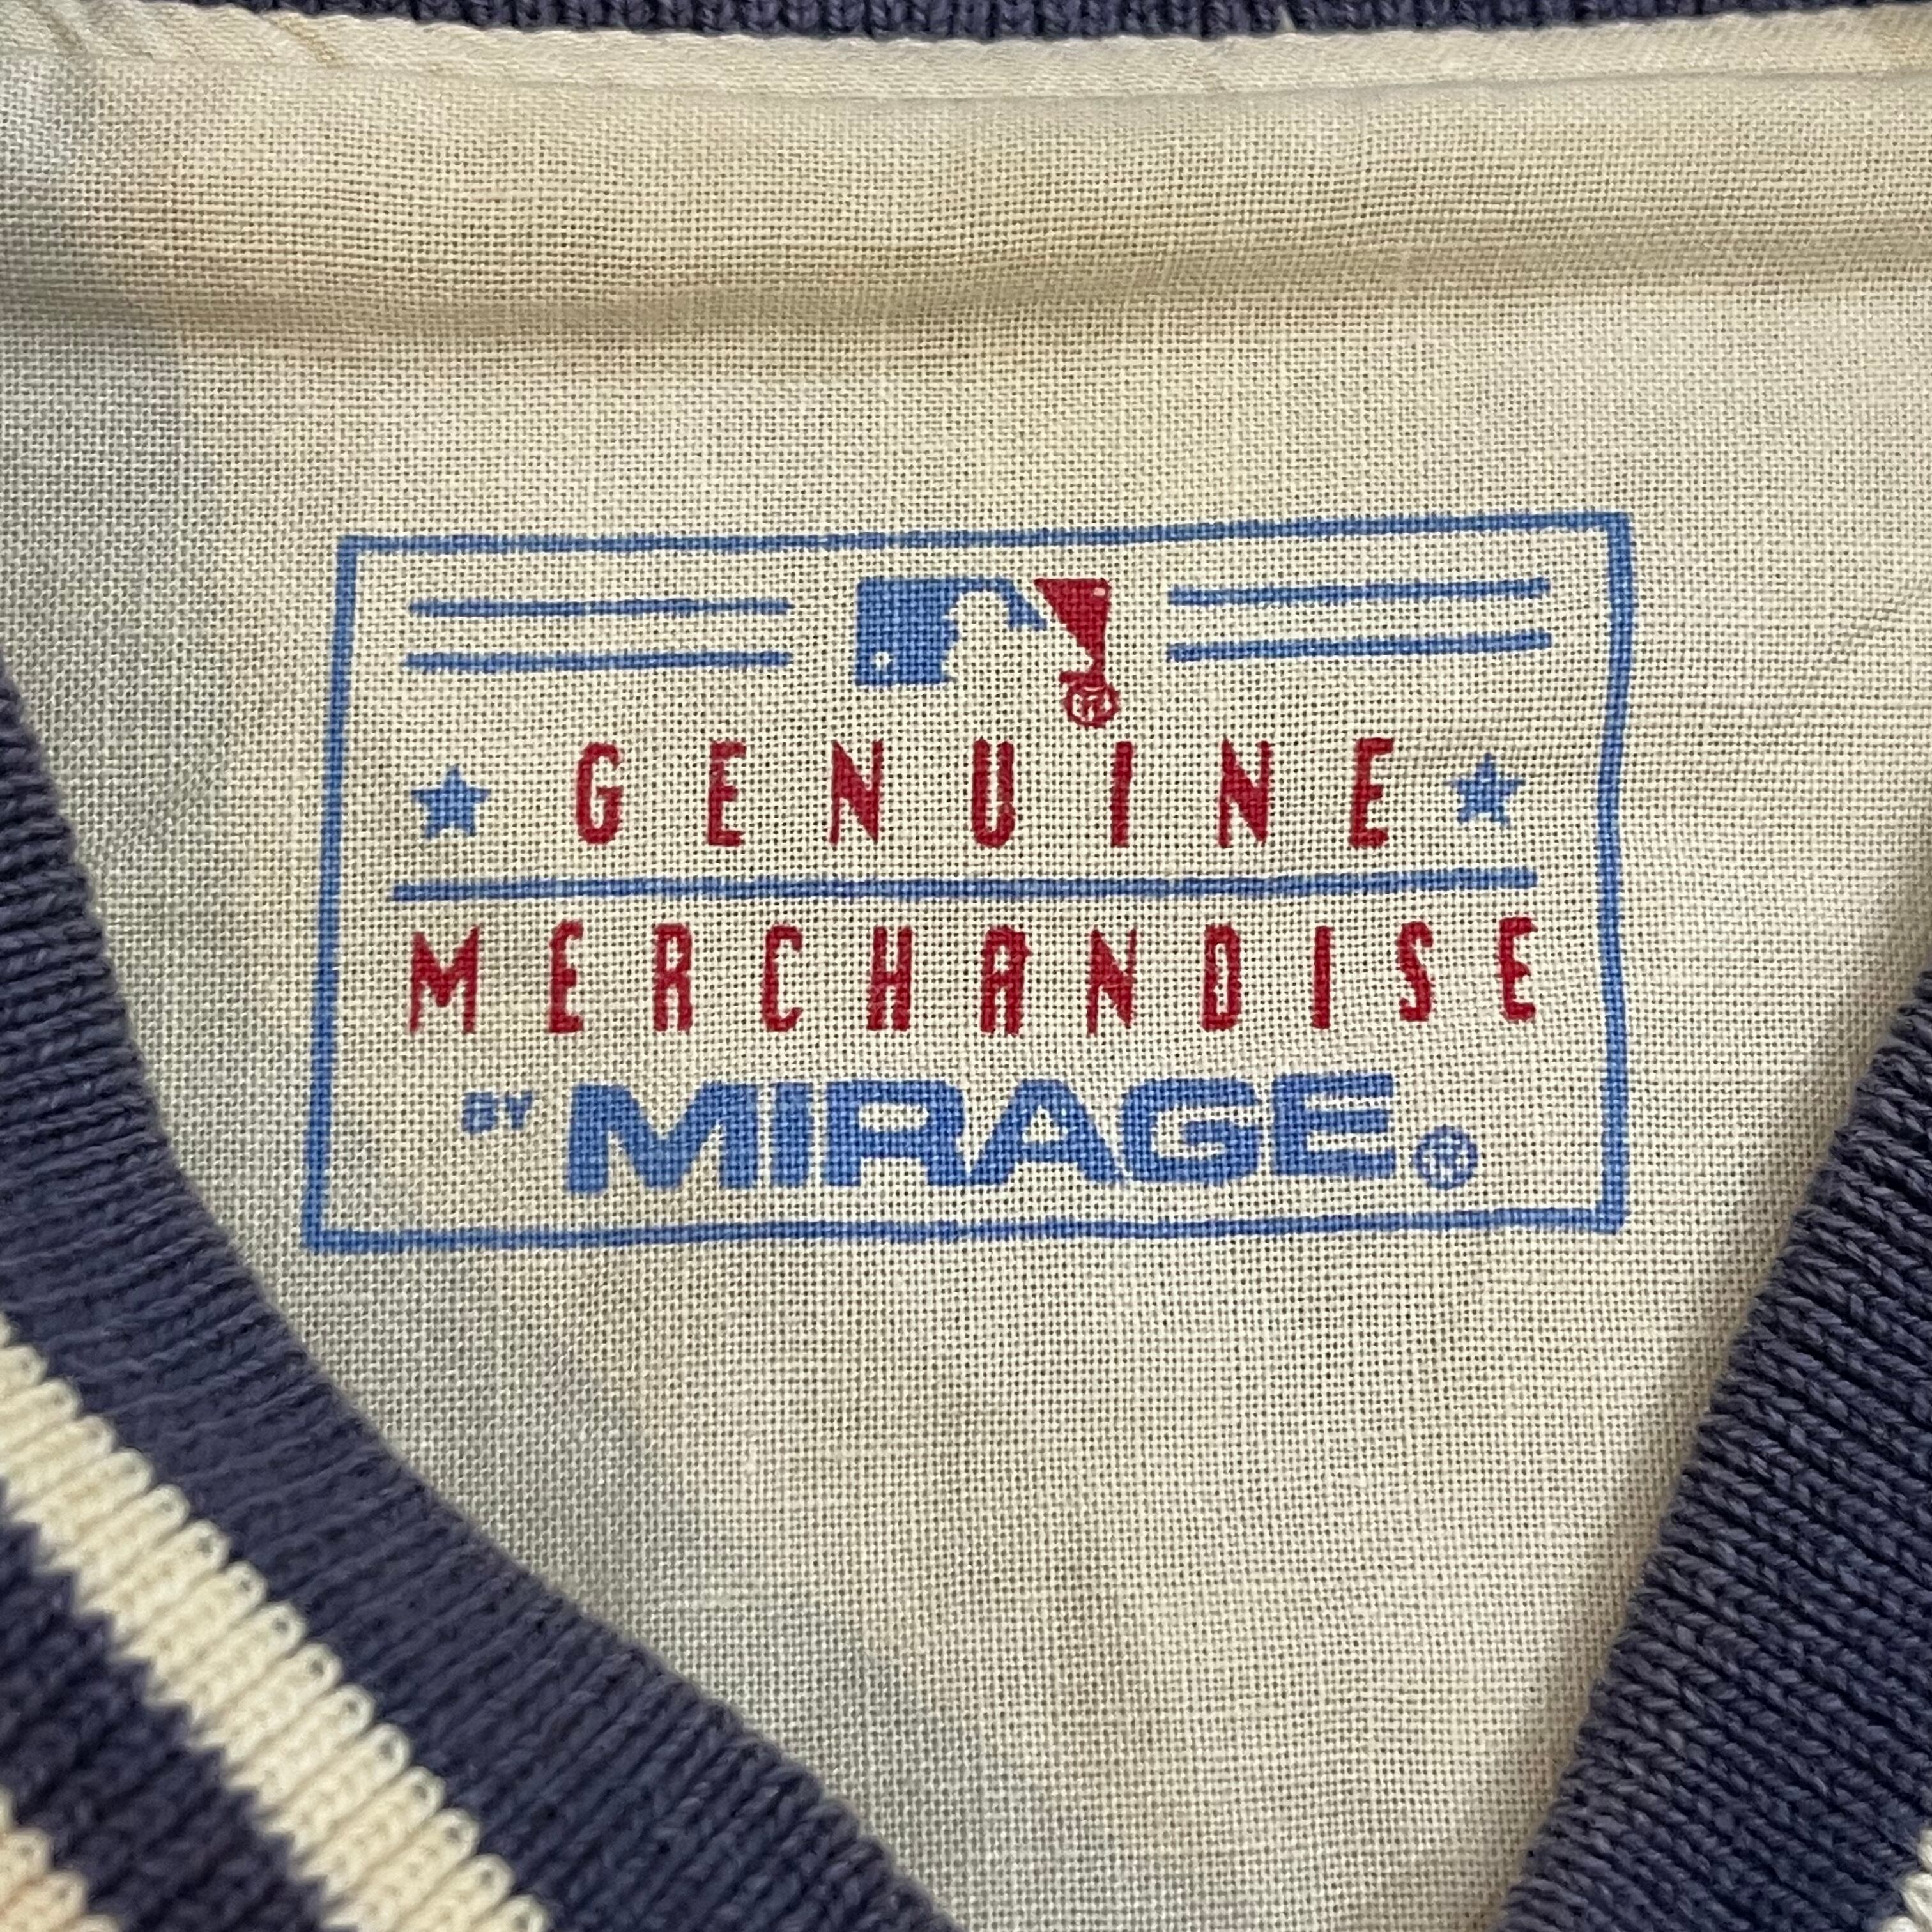 ®
GENUINE
MERCHANDISE
BY MIRAGE®